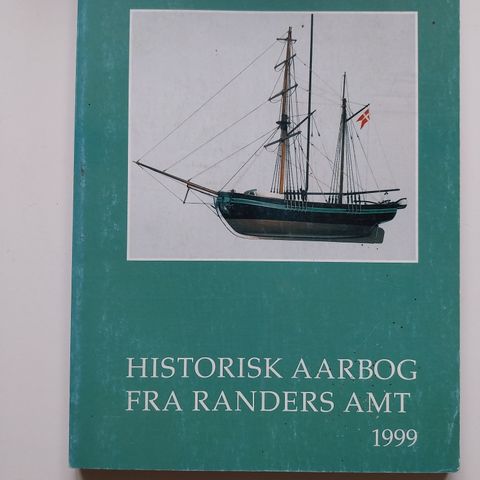 HISTORISK AARBOG
FRA RANDERS AMT
1999